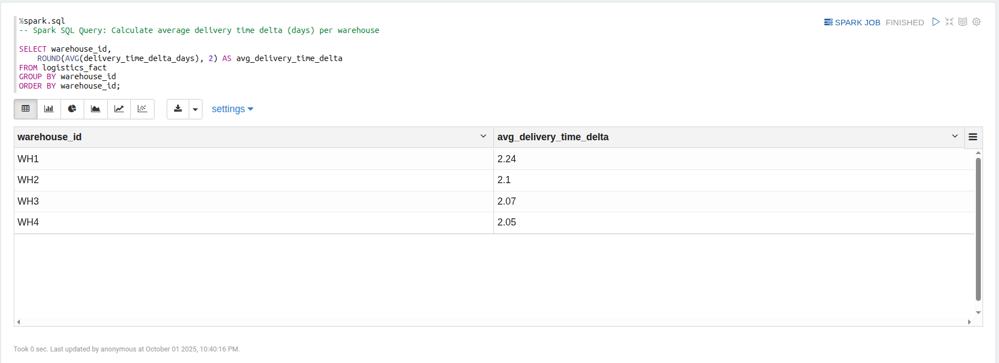 %spark.sql
-- Spark SQL Query: Calculate average delivery time delta (days) per warehouse
SPARK JOB FINISHED
SELECT warehouse_id,
    ROUND(AVG(delivery_time_delta_days), 2) AS avg_delivery_time_delta
FROM logistics_fact
GROUP BY warehouse_id
ORDER BY warehouse_id;
settings
warehouse_id avg_delivery_time_delta
WH1 2.24
WH2 2.1
WH3 2.07
WH4 2.05
Took 0 sec. Last updated by anonymous at October 01 2025, 10:40:16 PM.